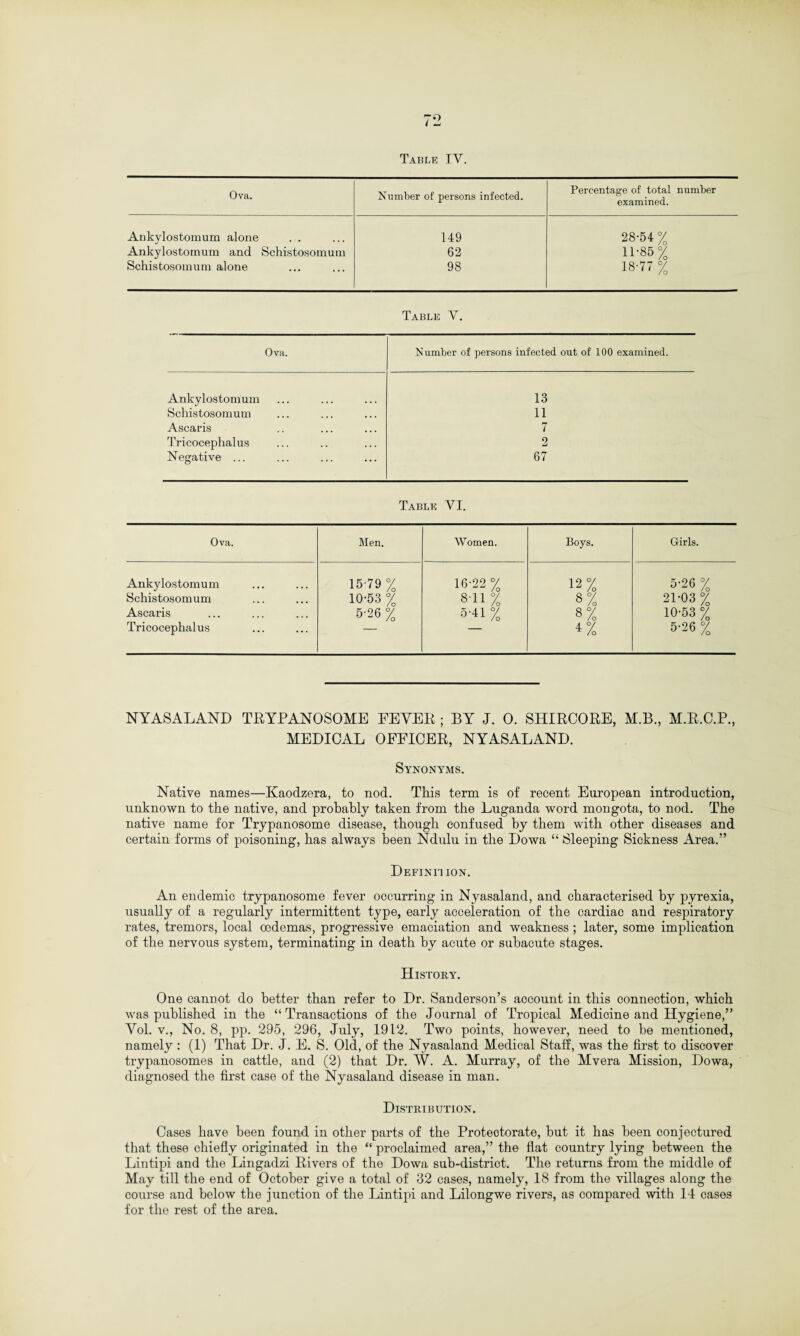 72
Table IV.
Ova. Number of persons infected. Percentage of total number
examined.
Ankylostomum alone . . ... 149 28·54 %
Ankylostomum and Schistosomum 62 11·85 %
Schistosomum alone ... ... 98 18·77 %
Table V.
Ova. Number of persons infected out of 100 examined.
Ankylostomum ... ... ... 13
Schistosomum ... ... ... 11
Ascaris .. ... ... 7
Tricocephalus ... .. ... 2
Negative ... ... ... ... 67
Table VI.
Ova. Men. Women. Boys. Girls.
Ankylostomum ... ... 15·79 % 16·22 % 12 % 5·26 %
Schistosomum ... ... 10·53 % 8·11 % 8 % 21·03 %
Ascaris ... ... ... 5·26 % 5·41 % 8 % 10·53 %
Tricocephalus ... ... — — 4 % 5·26 %
NYASALAND TRYPANOSOME FEVER; BY J. O. SHIRCORE, M.B., M.R.C.P.,
MEDICAL OFFICER, NYASALAND.
Synonyms.
Native names—Kaodzera, to nod. This term is of recent European introduction,
unknown to the native, and probably taken from the Luganda word mongota, to nod. The
native name for Trypanosome disease, though confused by them with other diseases and
certain forms of poisoning, has always been Ndulu in the Dowa “ Sleeping Sickness Area.”
Definition.
An endemic trypanosome fever occurring in Nyasaland, and characterised by pyrexia,
usually of a regularly intermittent type, early acceleration of the cardiac and respiratory
rates, tremors, local œdemas, progressive emaciation and weakness ; later, some implication
of the nervous system, terminating in death by acute or subacute stages.
History.
One cannot do better than refer to Dr. Sanderson’s account in this connection, which
was published in the “ Transactions of the Journal of Tropical Medicine and Hygiene,”
Vol. v., No. 8, pp. 295, 296, July, 1912. Two points, however, need to be mentioned,
namely : (1) That Dr. J. E. S. Old, of the Nyasaland Medical Staff, was the first to discover
trypanosomes in cattle, and (2) that Dr. W. A. Murray, of the Mvera Mission, Dowa,
diagnosed the first case of the Nyasaland disease in man.
Distribution.
Cases have been found in other parts of the Protectorate, but it has been conjectured
that these chiefly originated in the “ proclaimed area,” the flat country lying between the
Lintipi and the Lingadzi Rivers of the Dowa sub-district. The returns from the middle of
May till the end of October give a total of 32 cases, namely, 18 from the villages along the
course and below the junction of the Lintipi and Lilongwe rivers, as compared with 14 cases
for the rest of the area.